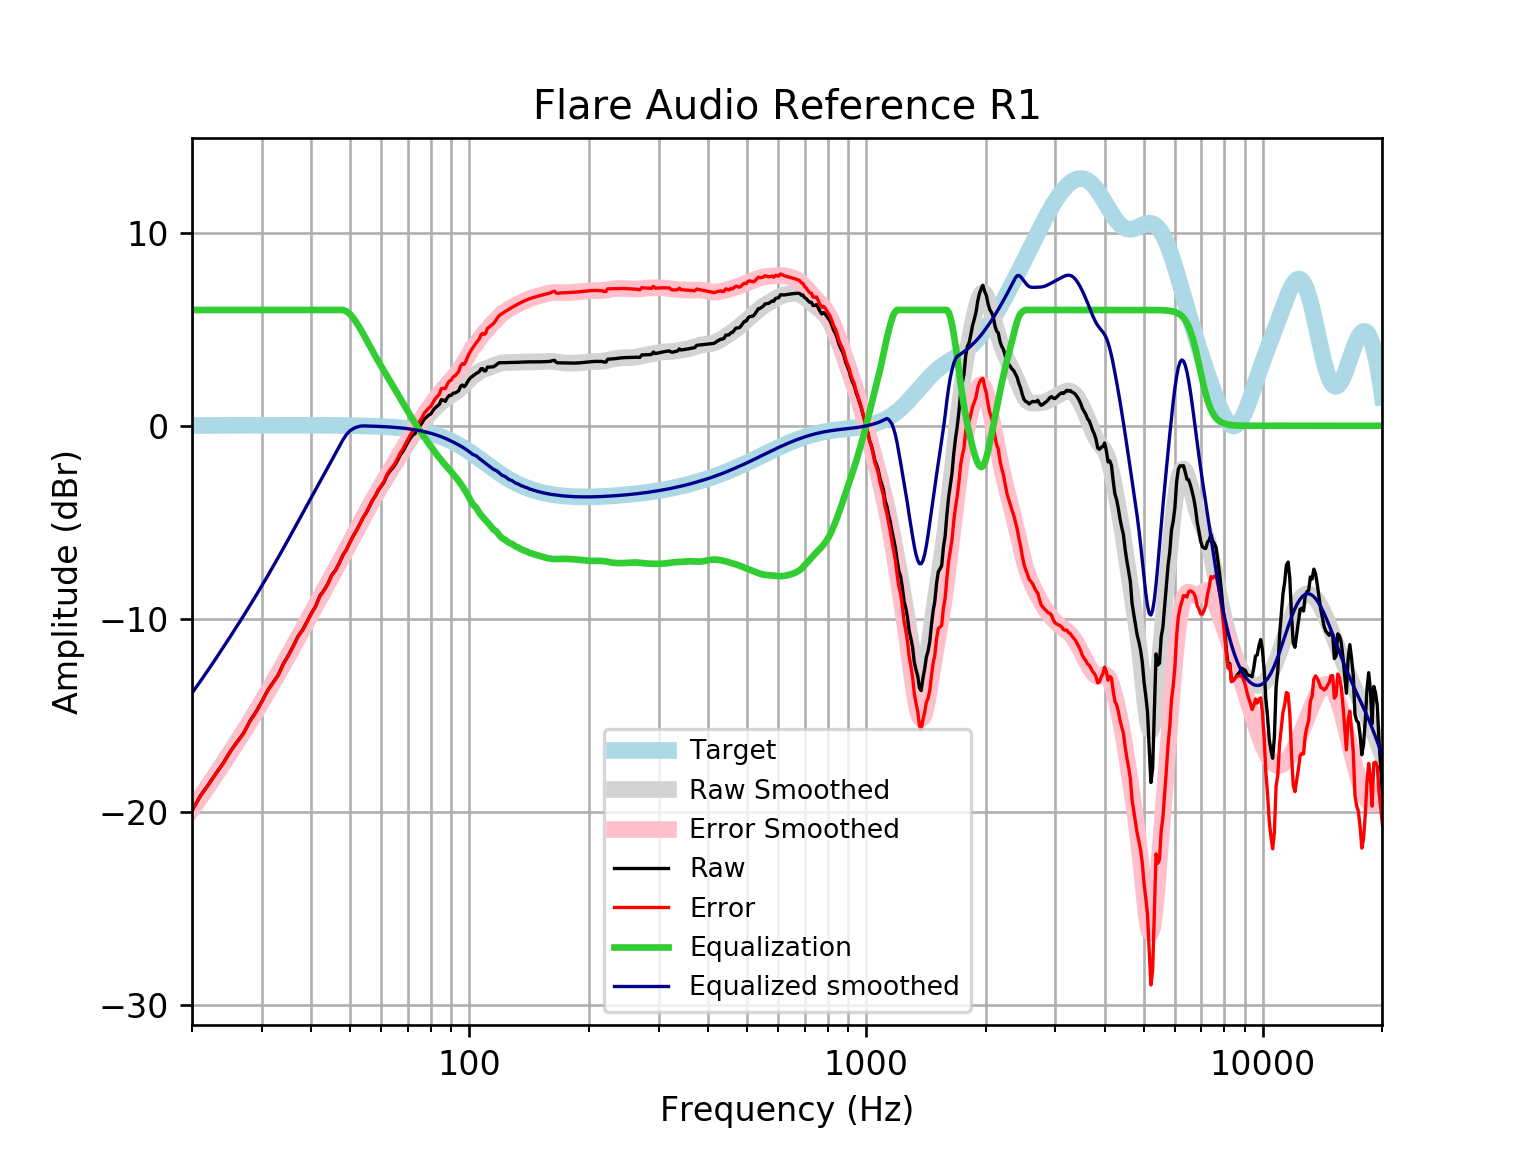 Flare Audio Reference R1
Amplitude (dBr)
10
0
−10
−20
−30
Target
Raw Smoothed
Error Smoothed
Raw
Error
Equalization
Equalized smoothed
100 1000 10000
Frequency (Hz)